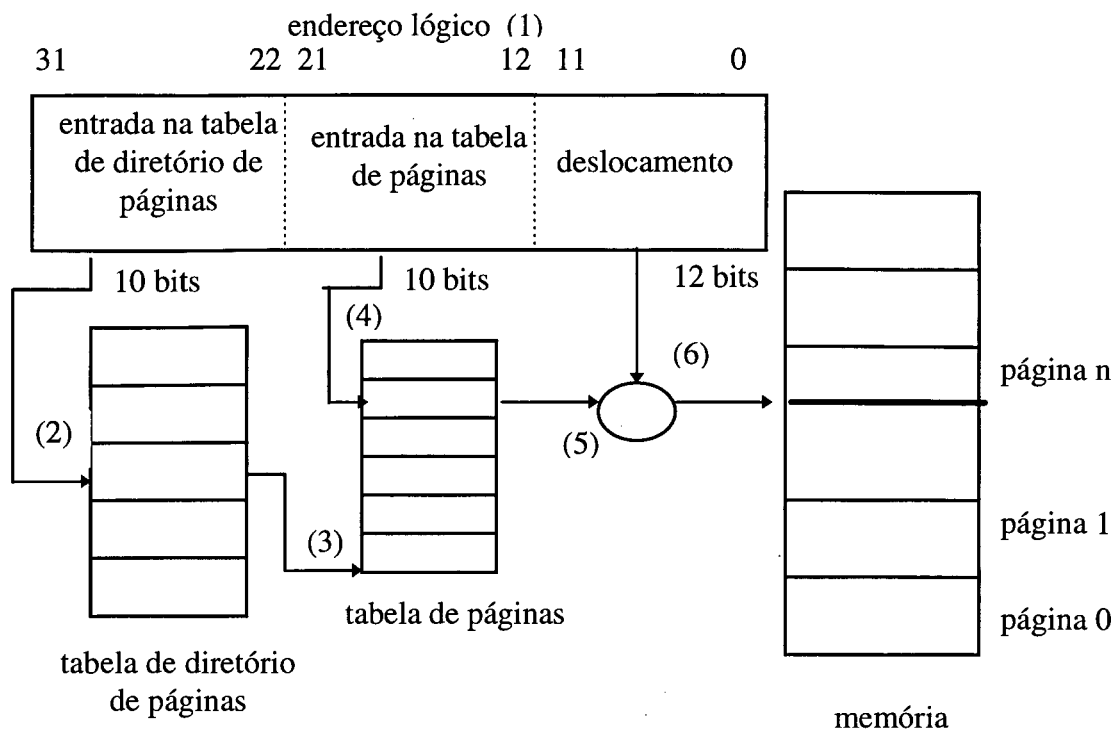 endereço lógico (1)
31 22 21 12 11 0
entrada na tabela
de diretório de
páginas
entrada na tabela
de páginas
deslocamento
10 bits
10 bits
12 bits
(4)
(6)
página n
(2)
(5)
(3)
página 1
tabela de páginas
página 0
tabela de diretório
de páginas
memória